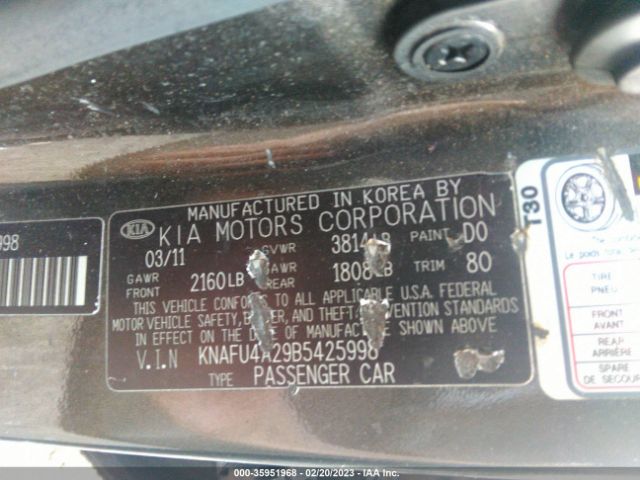 MANUFACTURED IN KOREA BY
KIA KIA MOTORS CORPORATION
03/11 GVWR 3814LB PAINT D0
GAWR FRONT 2160LB GAWR REAR 1808LB TRIM 80
THIS VEHICLE CONFORMS TO ALL APPLICABLE U.S.A. FEDERAL
MOTOR VEHICLE SAFETY, BUMPER, AND THEFT PREVENTION STANDARDS
IN EFFECT ON THE DATE OF MANUFACTURE SHOWN ABOVE
V.I.N KNAFU4A29B5425998
TYPE PASSENGER CAR
998
T30
TIRE
PNEU
FRONT
AVANT
REAR
ARRIÈRE
SPARE
DE SECOURS
000-35951968 - 02/20/2023 - IAA Inc.